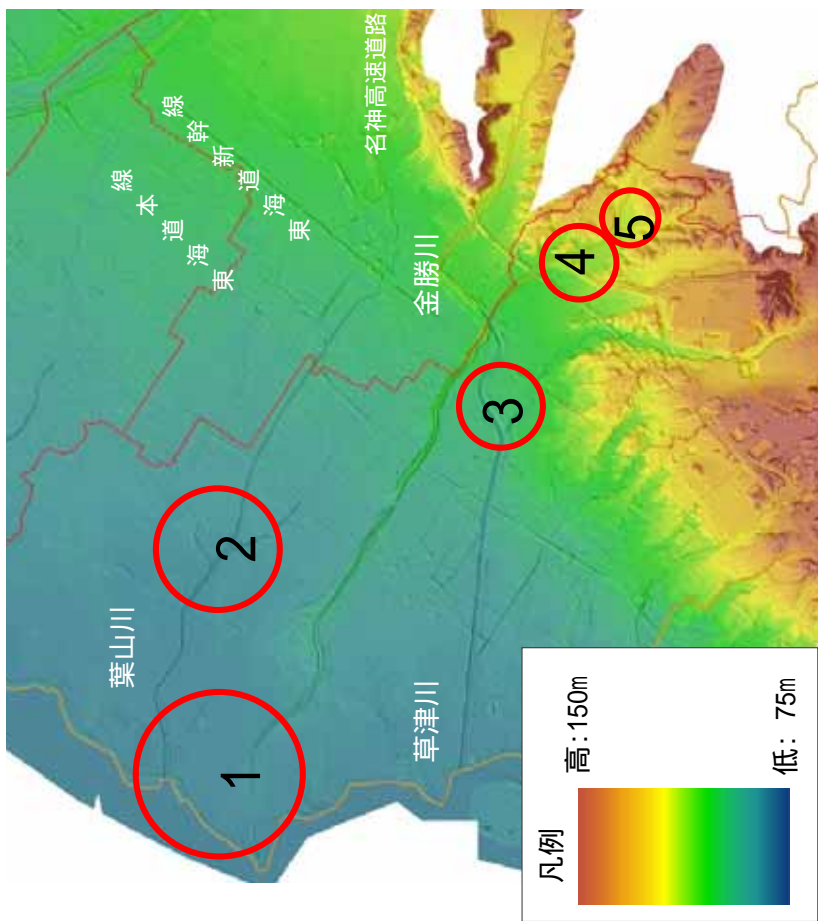 東海道本線
東海道新幹線
名神高速道路
葉山川
金勝川
草津川
1
2
3
4
5
凡例
高:150m
低: 75m